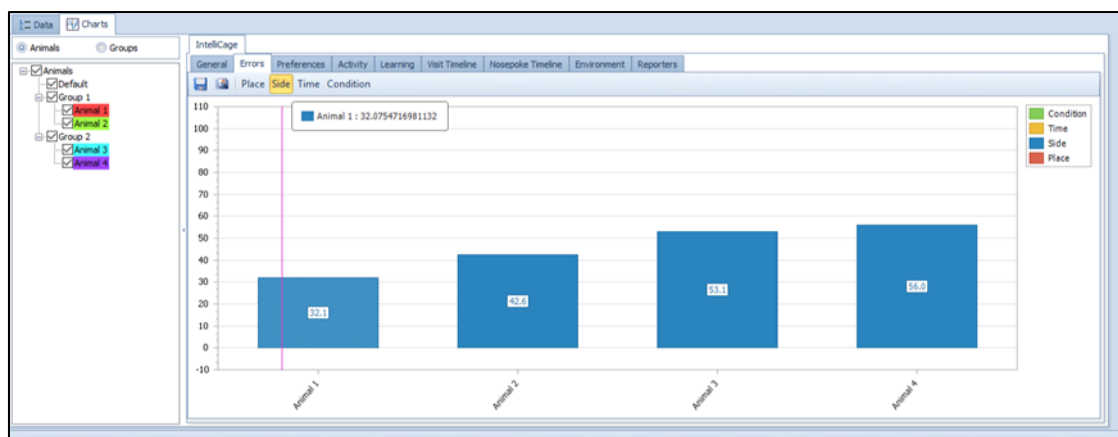 Data Charts
Animals Groups
Animals
Default
Group 1
Animal 1
Animal 2
Group 2
Animal 3
Animal 4
IntelliCage
General Errors Preferences Activity Learning Visit Timeline Nosepoke Timeline Environment Reporters
Place Side Time Condition
Animal 1 : 32.0754716981132
110
100
90
80
70
60
50
40
30
20
10
0
-10
32.1
42.6
53.1
56.0
Animal 1
Animal 2
Animal 3
Animal 4
Condition
Time
Side
Place